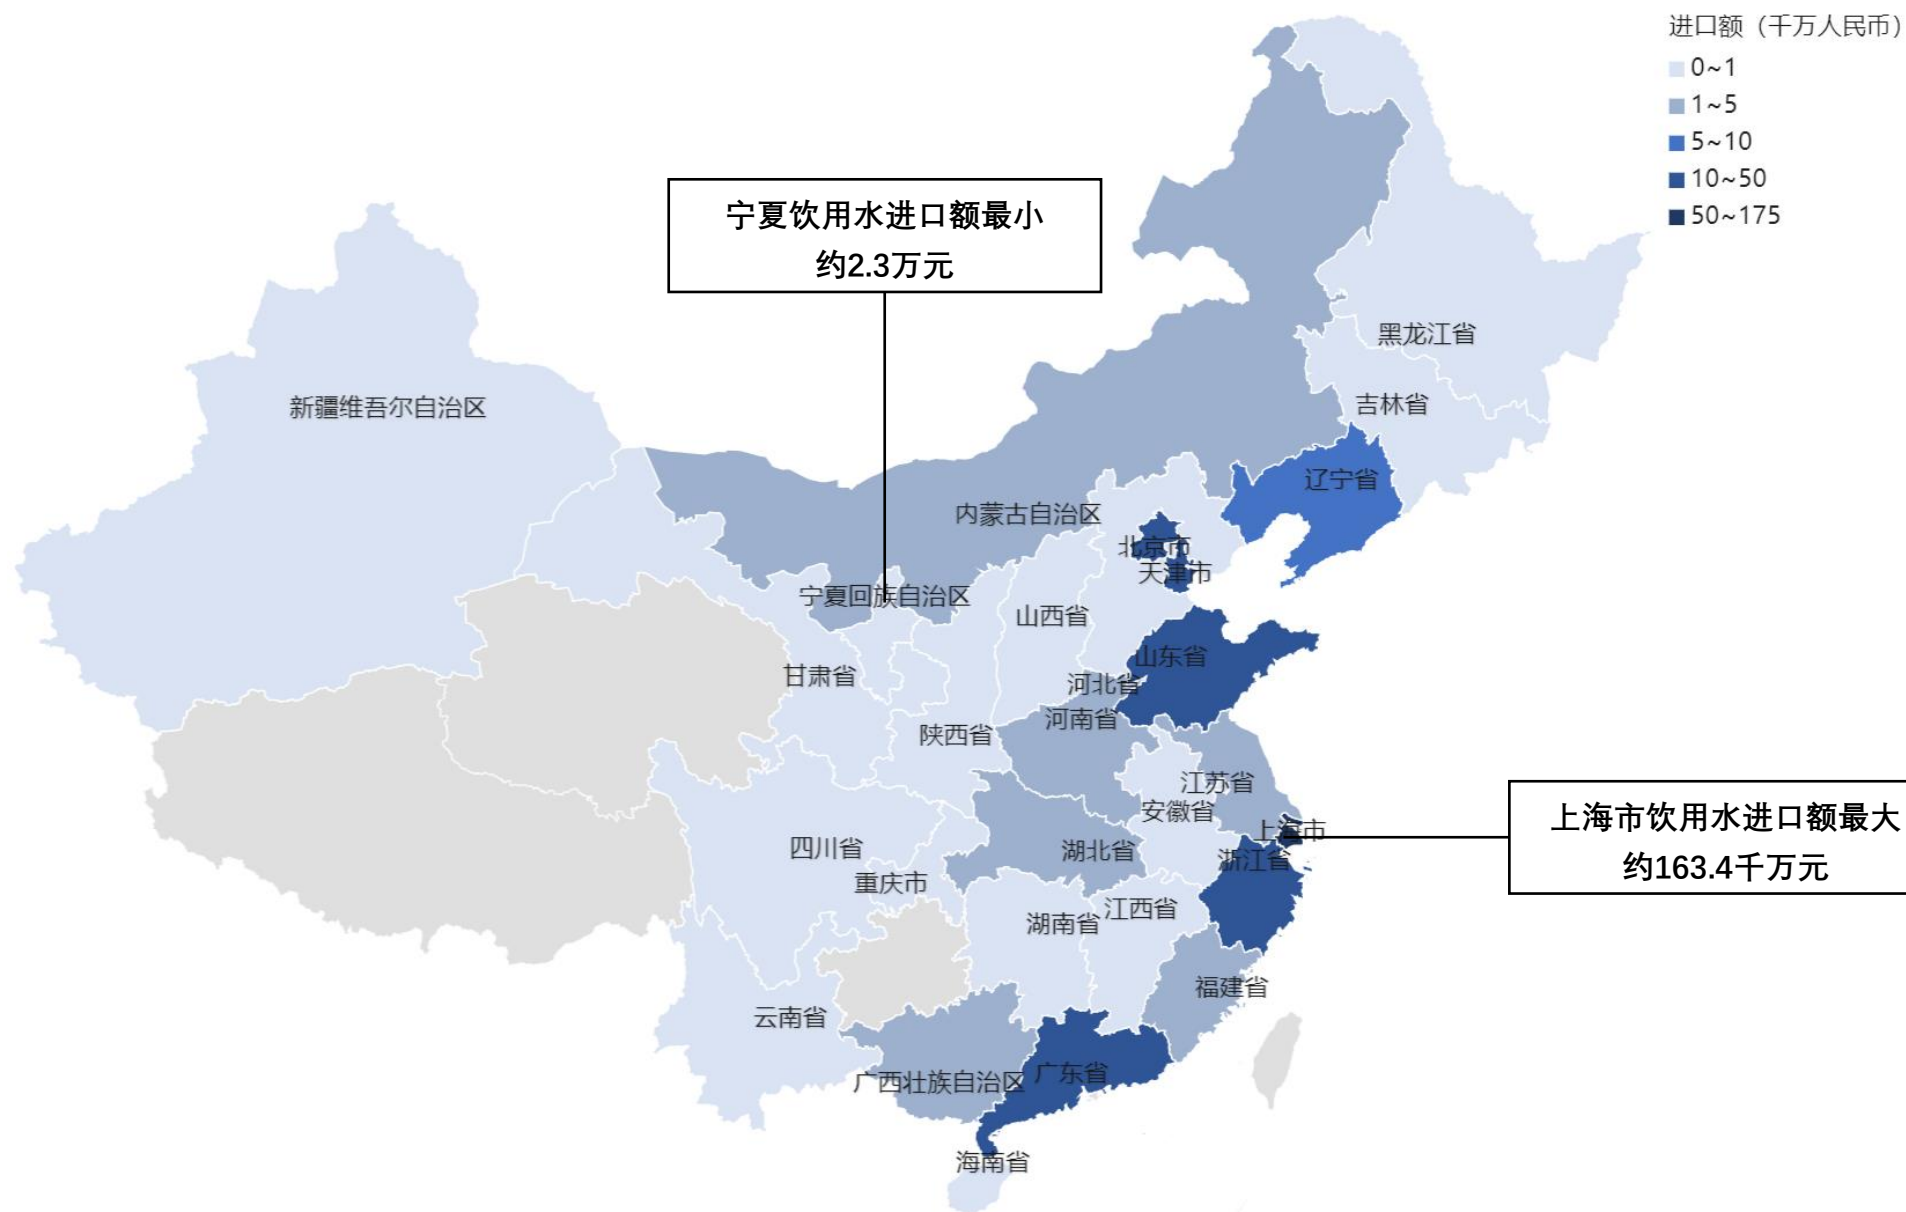 进口额（千万人民币）
0~1
1~5
5~10
10~50
50~175
宁夏饮用水进口额最小
约2.3万元
黑龙江省
吉林省
新疆维吾尔自治区
辽宁省
内蒙古自治区
北京市
天津市
宁夏回族自治区
山西省
山东省
甘肃省
河北省
河南省
陕西省
江苏省
安徽省
上海市
上海市饮用水进口额最大
约163.4千万元
四川省
湖北省
浙江省
重庆市
湖南省
江西省
福建省
云南省
广西壮族自治区
广东省
海南省